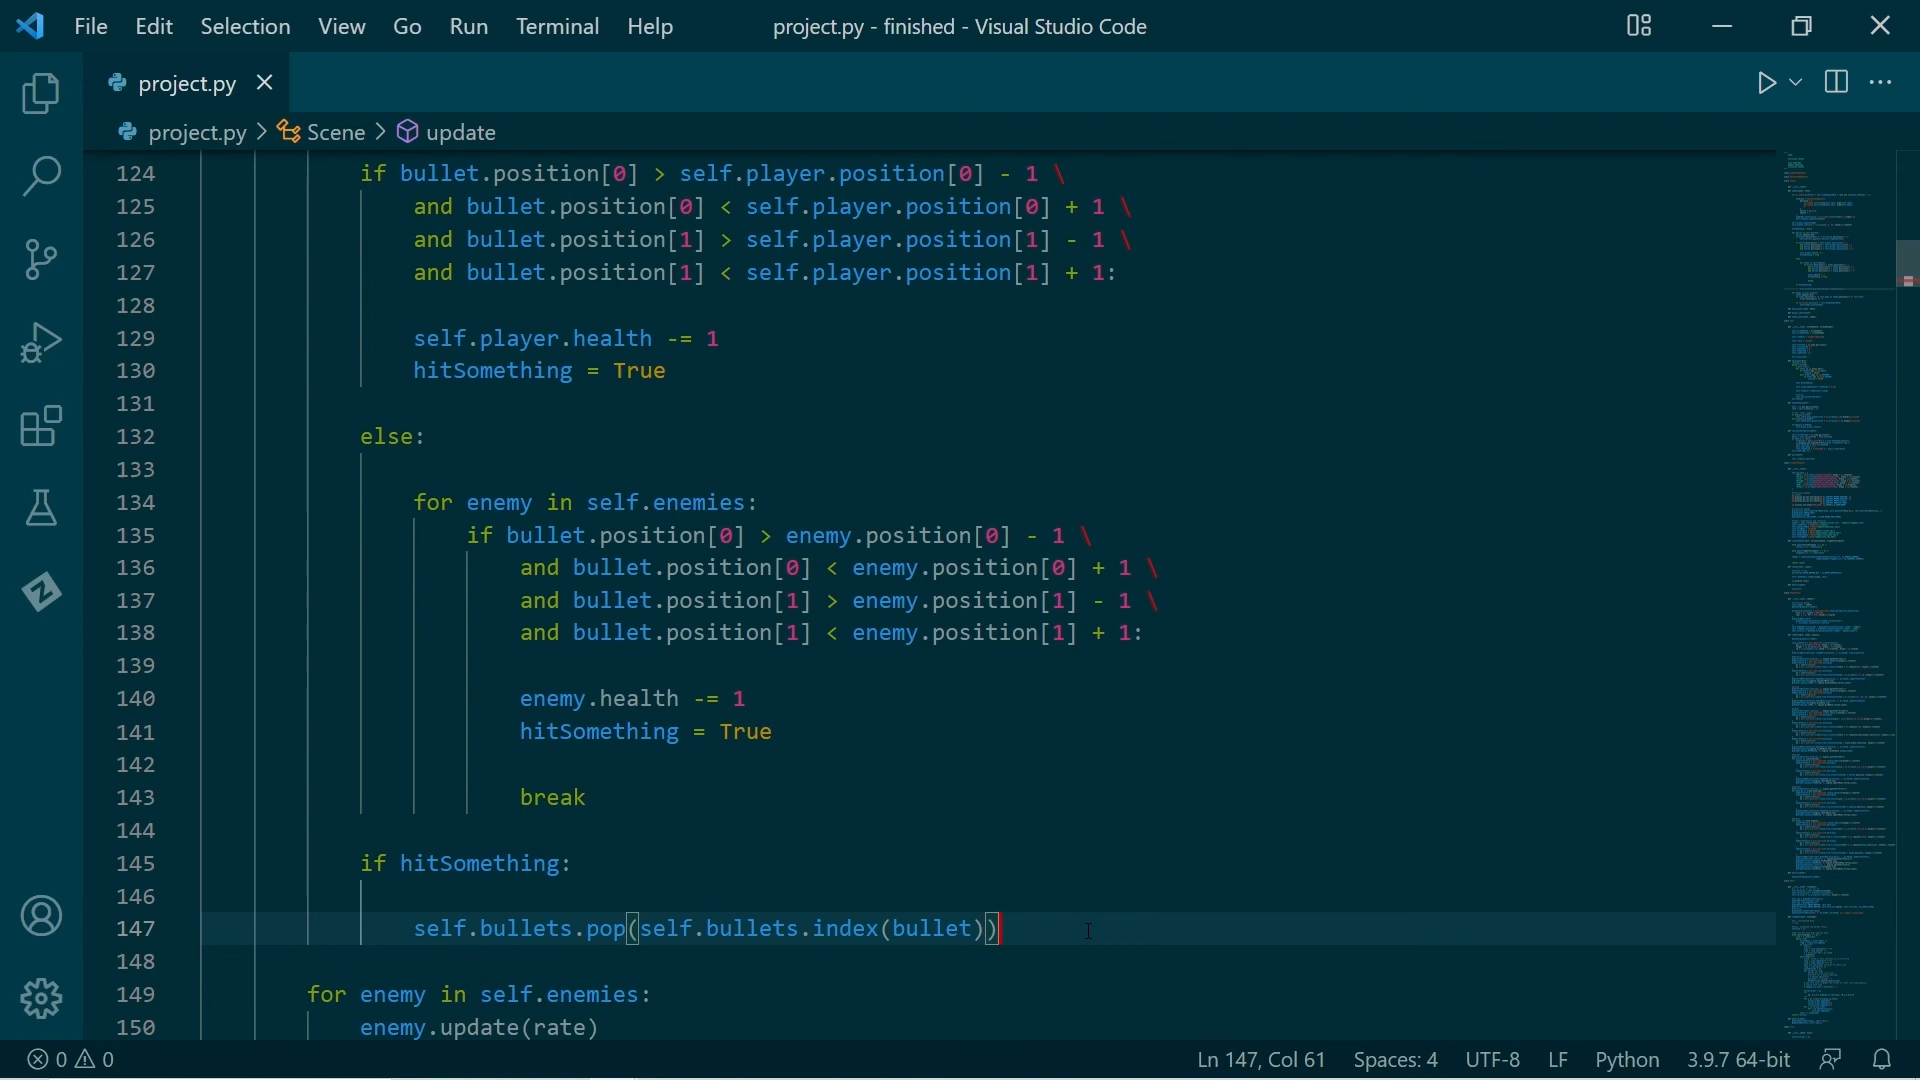 File Edit Selection View Go Run Terminal Help project.py - finished - Visual Studio Code
project.py
project.py > Scene > update
124 if bullet.position[0] > self.player.position[0] - 1 \
125 and bullet.position[0] < self.player.position[0] + 1 \
126 and bullet.position[1] > self.player.position[1] - 1 \
127 and bullet.position[1] < self.player.position[1] + 1:
128
129 self.player.health -= 1
130 hitSomething = True
131
132 else:
133
134 for enemy in self.enemies:
135 if bullet.position[0] > enemy.position[0] - 1 \
136 and bullet.position[0] < enemy.position[0] + 1 \
137 and bullet.position[1] > enemy.position[1] - 1 \
138 and bullet.position[1] < enemy.position[1] + 1:
139
140 enemy.health -= 1
141 hitSomething = True
142
143 break
144
145 if hitSomething:
146
147 self.bullets.pop(self.bullets.index(bullet))
148
149 for enemy in self.enemies:
150 enemy.update(rate)
0 0 Ln 147, Col 61 Spaces: 4 UTF-8 LF Python 3.9.7 64-bit